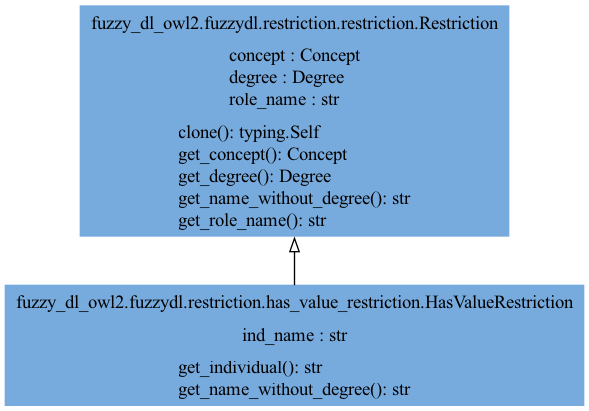 fuzzy_dl_owl2.fuzzydl.restriction.restriction.Restriction
concept : Concept
degree : Degree
role_name : str
clone(): typing.Self
get_concept(): Concept
get_degree(): Degree
get_name_without_degree(): str
get_role_name(): str
fuzzy_dl_owl2.fuzzydl.restriction.has_value_restriction.HasValueRestriction
ind_name : str
get_individual(): str
get_name_without_degree(): str